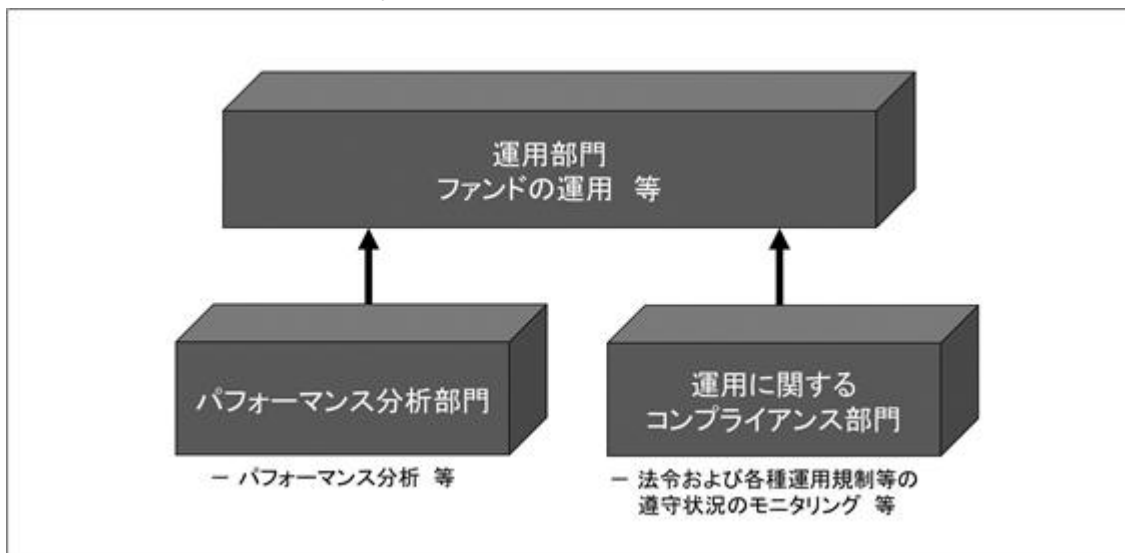 運用部門
ファンドの運用 等
パフォーマンス分析部門
－ パフォーマンス分析 等
運用に関する
コンプライアンス部門
－ 法令および各種運用規制等の
遵守状況のモニタリング 等